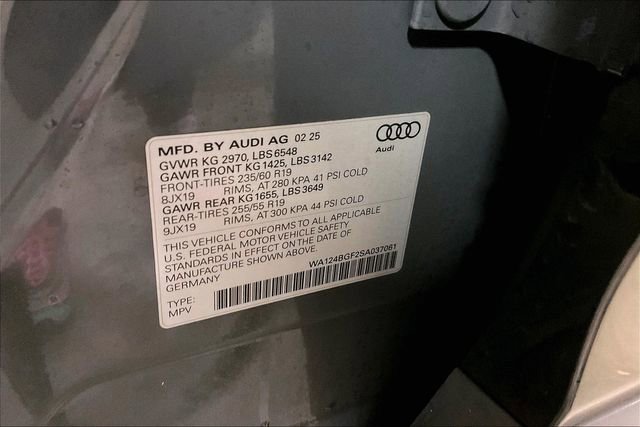 MFD. BY AUDI AG 02 25
Audi
GVWR KG 2970, LBS 6548
GAWR FRONT KG 1425, LBS 3142
FRONT-TIRES 235/60 R19
8JX19 RIMS, AT 280 KPA 41 PSI COLD
GAWR REAR KG 1655, LBS 3649
REAR-TIRES 255/55 R19
9JX19 RIMS, AT 300 KPA 44 PSI COLD
THIS VEHICLE CONFORMS TO ALL APPLICABLE
U.S. FEDERAL MOTOR VEHICLE SAFETY
STANDARDS IN EFFECT ON THE DATE OF
MANUFACTURE SHOWN ABOVE.
GERMANY
WA124BGF2SA037061
TYPE:
MPV